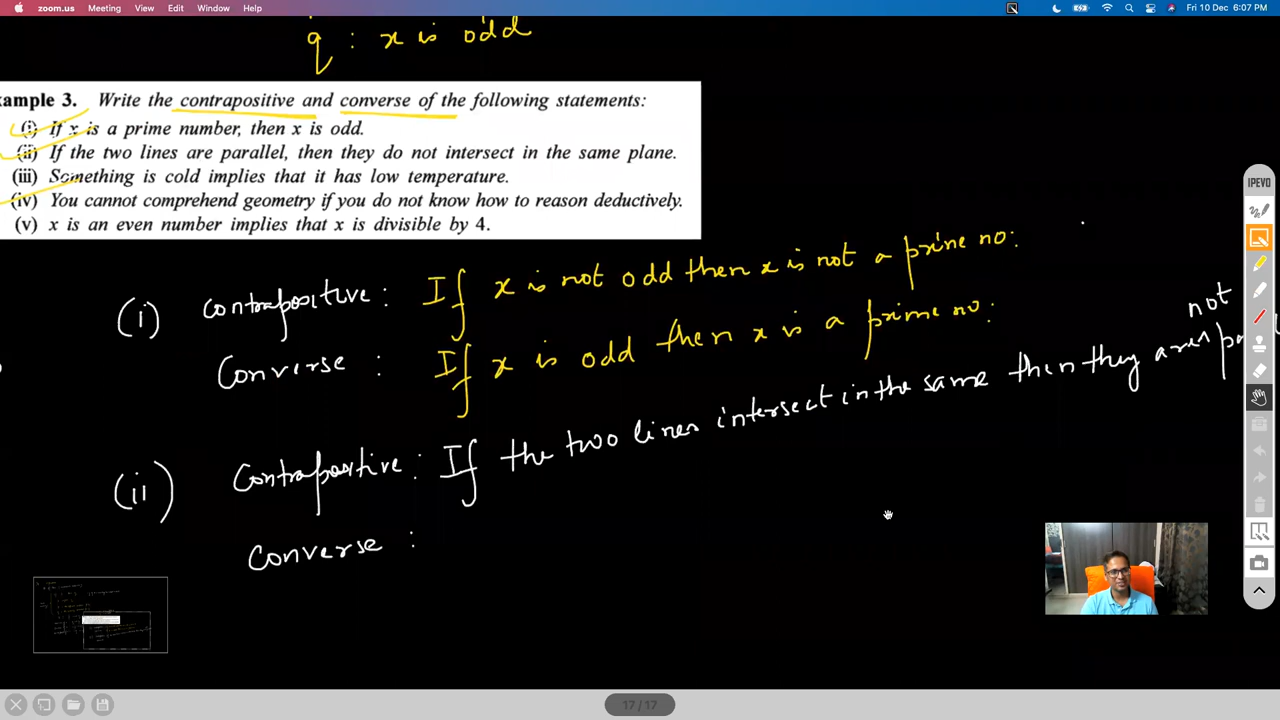 zoom.us Meeting View Edit Window Help Fri 10 Dec 6:07 PM
q : x is odd
xample 3. Write the contrapositive and converse of the following statements:
(i) If x is a prime number, then x is odd.
(ii) If the two lines are parallel, then they do not intersect in the same plane.
(iii) Something is cold implies that it has low temperature.
(iv) You cannot comprehend geometry if you do not know how to reason deductively.
(v) x is an even number implies that x is divisible by 4.
IPEVO
(i) Contrapositive : If x is not odd then x is not a prime no:
Converse : If x is odd then x is a prime no:
not
(ii) Contrapositive : If the two lines intersect in the same then they are
Converse :
17 / 17